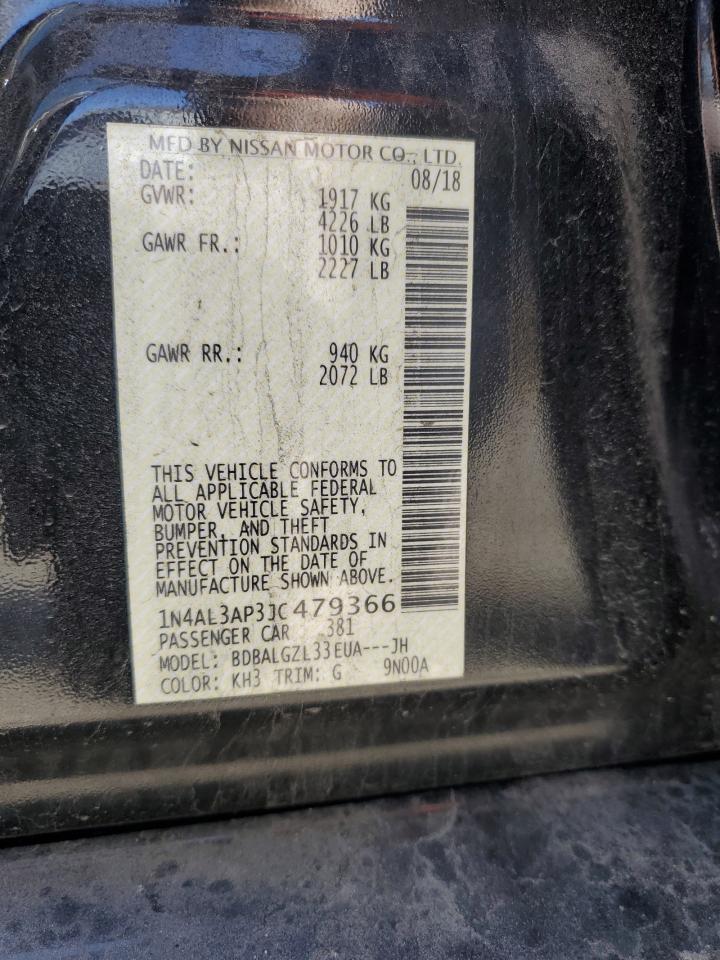 MFD BY NISSAN MOTOR CO., LTD.
DATE: 08/18
GVWR: 1917 KG
4226 LB
GAWR FR.: 1010 KG
2227 LB
GAWR RR.: 940 KG
2072 LB
THIS VEHICLE CONFORMS TO
ALL APPLICABLE FEDERAL
MOTOR VEHICLE SAFETY,
BUMPER, AND THEFT
PREVENTION STANDARDS IN
EFFECT ON THE DATE OF
MANUFACTURE SHOWN ABOVE.
1N4AL3AP3JC479366
PASSENGER CAR 381
MODEL: BDBALGZL33EUA---JH
COLOR: KH3 TRIM: G 9N00A